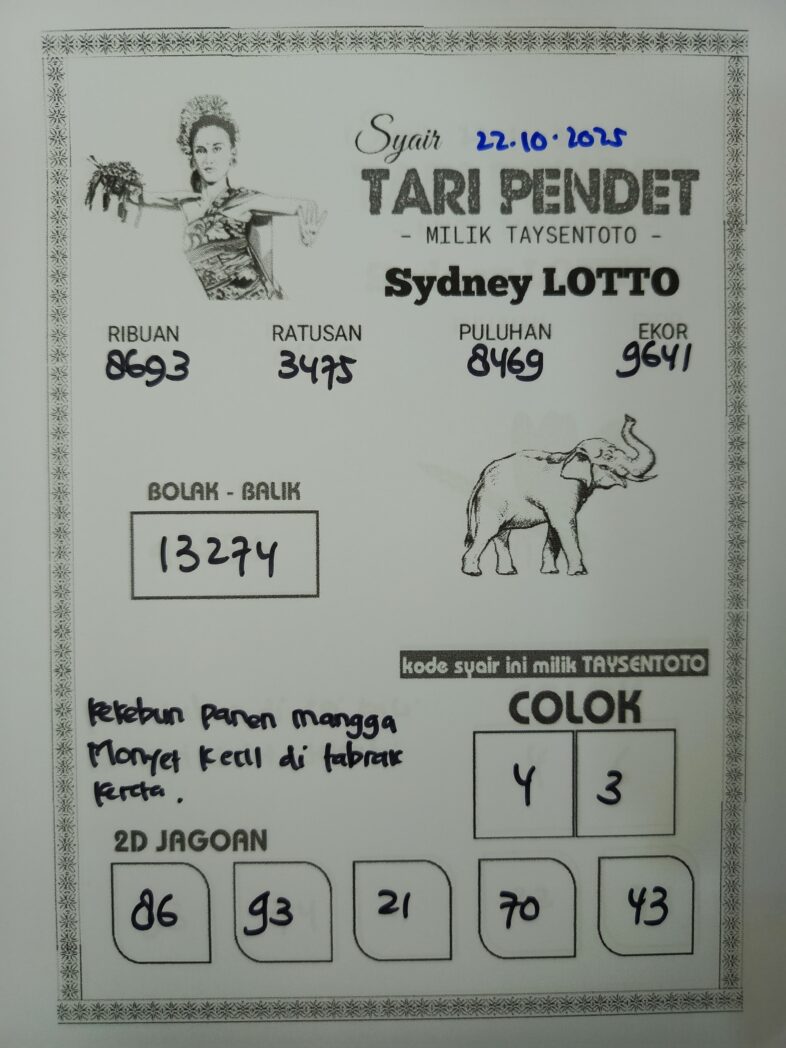 Syair 22.10.2025
TARI PENDET
- MILIK TAYSENTOTO -
Sydney LOTTO
RIBUAN RATUSAN PULUHAN EKOR
8693 3475 8469 9641
BOLAK - BALIK
13274
kode syair ini milik TAYSENTOTO
COLOK
4 3
Kekebun panen mangga
Monyet kecil di tabrak
kereta.
2D JAGOAN
86 93 21 70 43